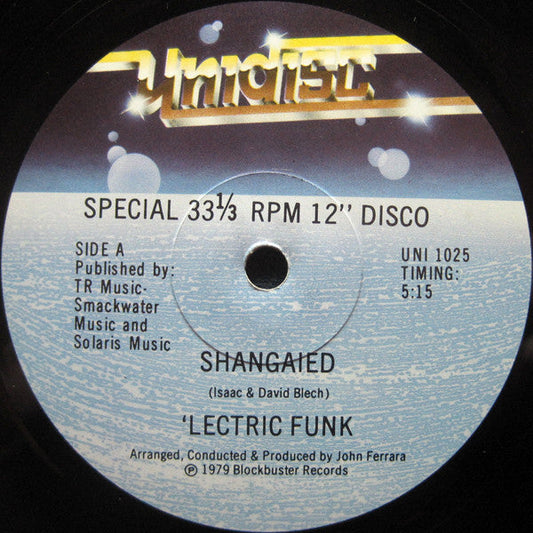 Unidisc
SPECIAL 33⅓ RPM 12" DISCO
SIDE A
Published by:
TR Music-
Smackwater
Music and
Solaris Music
UNI 1025
TIMING:
5:15
SHANGAIED
(Isaac & David Blech)
'LECTRIC FUNK
Arranged, Conducted & Produced by John Ferrara
℗ 1979 Blockbuster Records